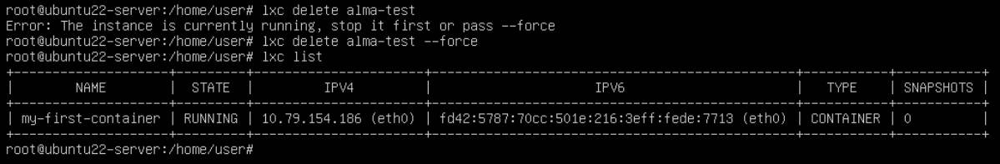 root@ubuntu22-server:/home/user# lxc delete alma-test
Error: The instance is currently running, stop it first or pass --force
root@ubuntu22-server:/home/user# lxc delete alma-test --force
root@ubuntu22-server:/home/user# lxc list
+--------------------+---------+----------------------+-----------------------------------------------+-----------+-----------+
| NAME | STATE | IPV4 | IPV6 | TYPE | SNAPSHOTS |
+--------------------+---------+----------------------+-----------------------------------------------+-----------+-----------+
| my-first-container | RUNNING | 10.79.154.186 (eth0) | fd42:5787:70cc:501e:216:3eff:fede:7713 (eth0) | CONTAINER | 0 |
+--------------------+---------+----------------------+-----------------------------------------------+-----------+-----------+
root@ubuntu22-server:/home/user#